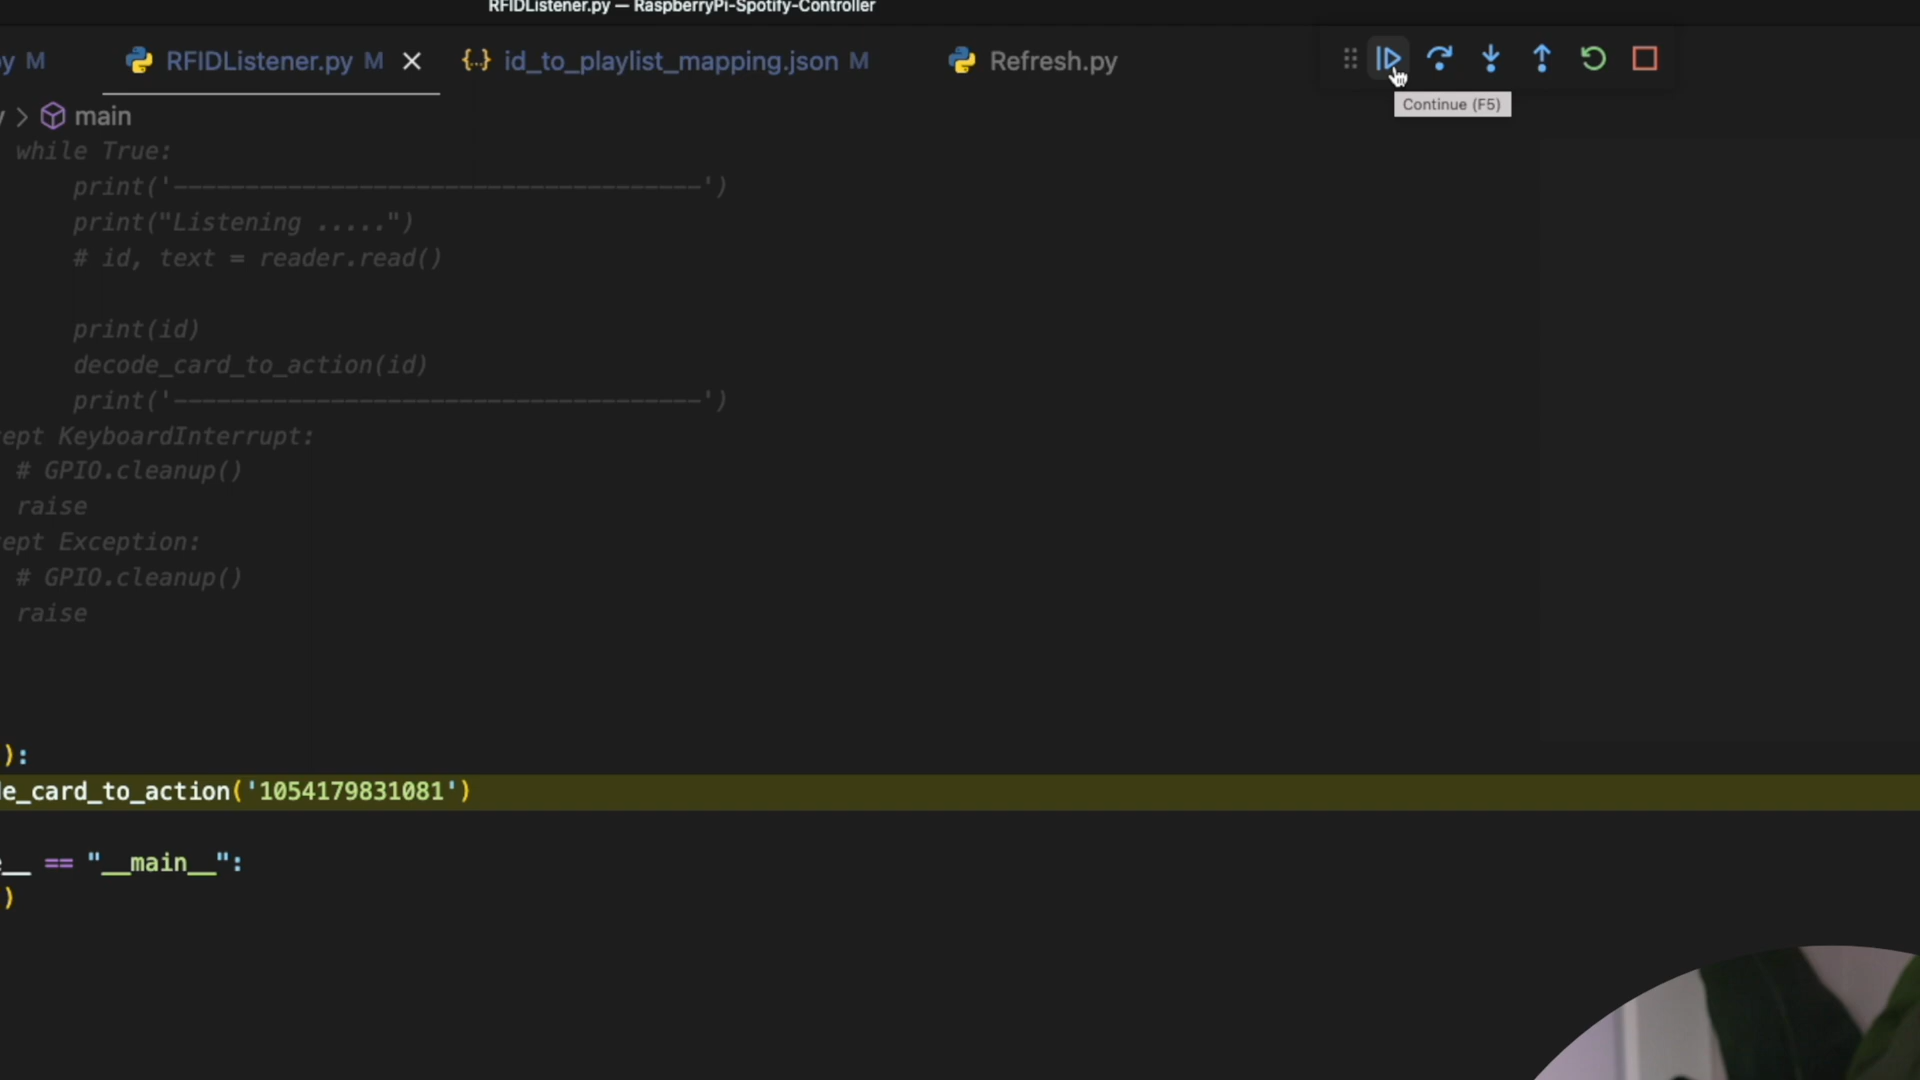 RFIDListener.py — RaspberryPi-Spotify-Controller
y M RFIDListener.py M id_to_playlist_mapping.json M Refresh.py
Continue (F5)
y > main
while True:
print('-------------------------------------')
print("Listening .....")
# id, text = reader.read()
print(id)
decode_card_to_action(id)
print('-------------------------------------')
ept KeyboardInterrupt:
# GPIO.cleanup()
raise
ept Exception:
# GPIO.cleanup()
raise
):
le_card_to_action('1054179831081')
e__ == "__main__":
)